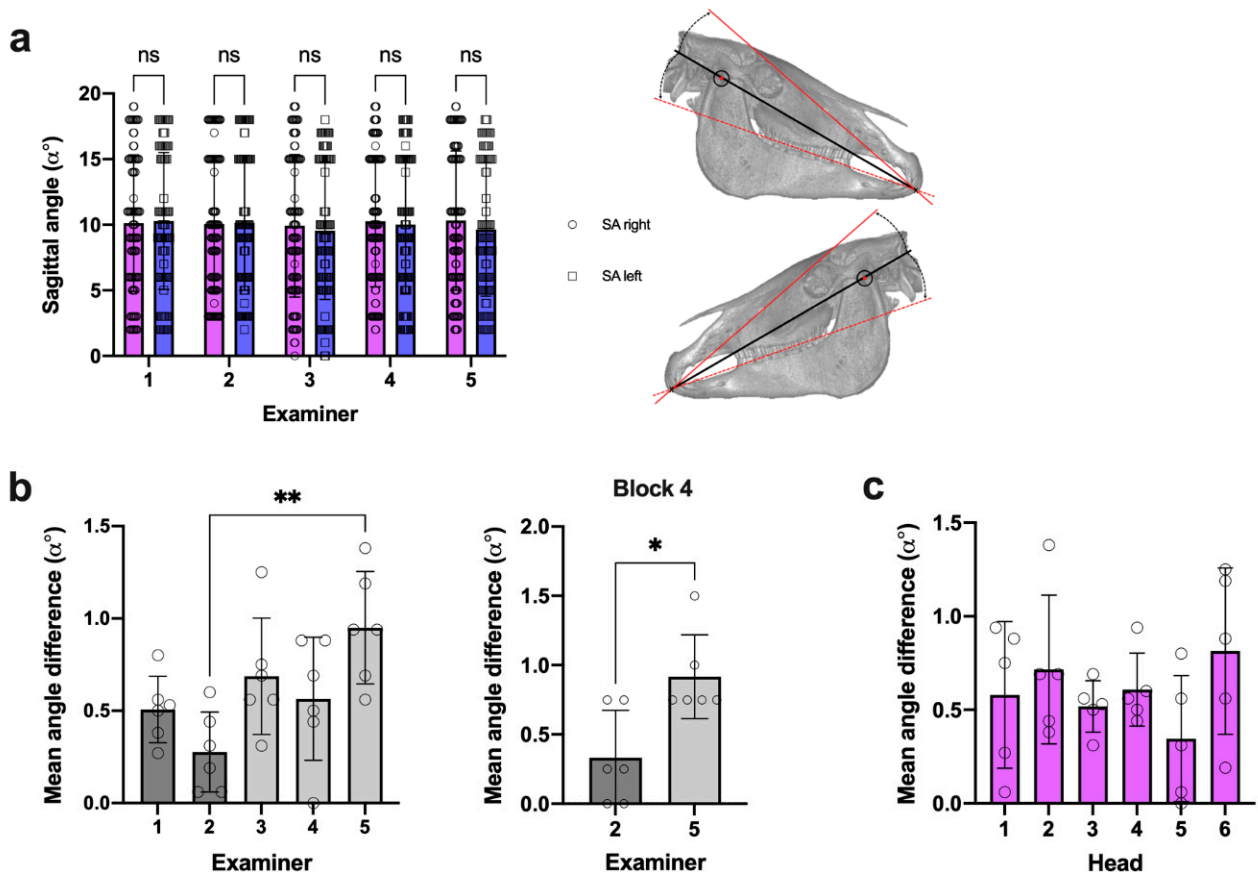 a
ns ns ns ns ns
Sagittal angle (α°)
20
15
10
5
0
1 2 3 4 5
Examiner
SA right
SA left
b
**
Mean angle difference (α°)
1.5
1.0
0.5
0.0
1 2 3 4 5
Examiner
Block 4
*
Mean angle difference (α°)
2.0
1.5
1.0
0.5
0.0
2 5
Examiner
c
Mean angle difference (α°)
1.5
1.0
0.5
0.0
1 2 3 4 5 6
Head